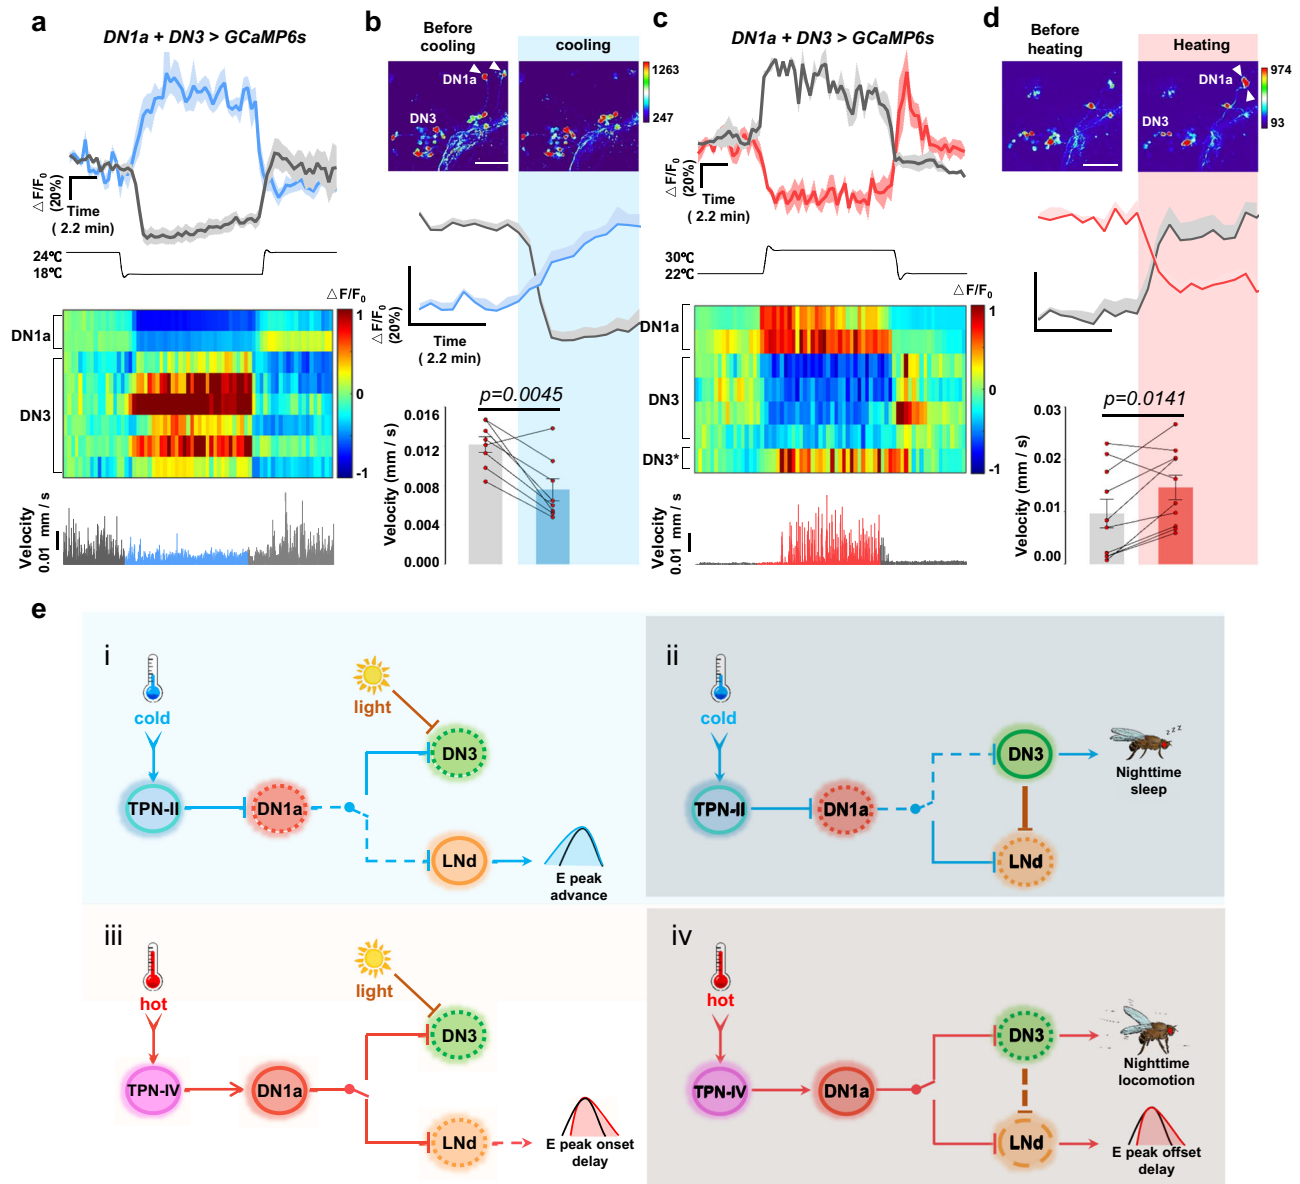 a
DN1a + DN3 > GCaMP6s
△F/F0
(20%)
Time
( 2.2 min)
24℃
18℃
△F/F0
DN1a
DN3
1
0
-1
Velocity
0.01 mm / s
b
Before
cooling
cooling
DN1a
DN3
1263
247
△F/F0
(20%)
Time
( 2.2 min)
p=0.0045
Velocity (mm / s)
0.016
0.012
0.008
0.004
0.000
c
DN1a + DN3 > GCaMP6s
△F/F0
(20%)
Time
( 2.2 min)
30℃
22℃
△F/F0
DN1a
DN3
DN3*
1
0
-1
Velocity
0.01 mm / s
d
Before
heating
Heating
DN1a
DN3
974
93
p=0.0141
Velocity (mm / s)
0.03
0.02
0.01
0.00
e
i
cold
light
TPN-II
DN1a
DN3
LNd
E peak
advance
ii
cold
TPN-II
DN1a
DN3
LNd
zzz
Nighttime
sleep
iii
hot
light
TPN-IV
DN1a
DN3
LNd
E peak onset
delay
iv
hot
TPN-IV
DN1a
DN3
LNd
Nighttime
locomotion
E peak offset
delay